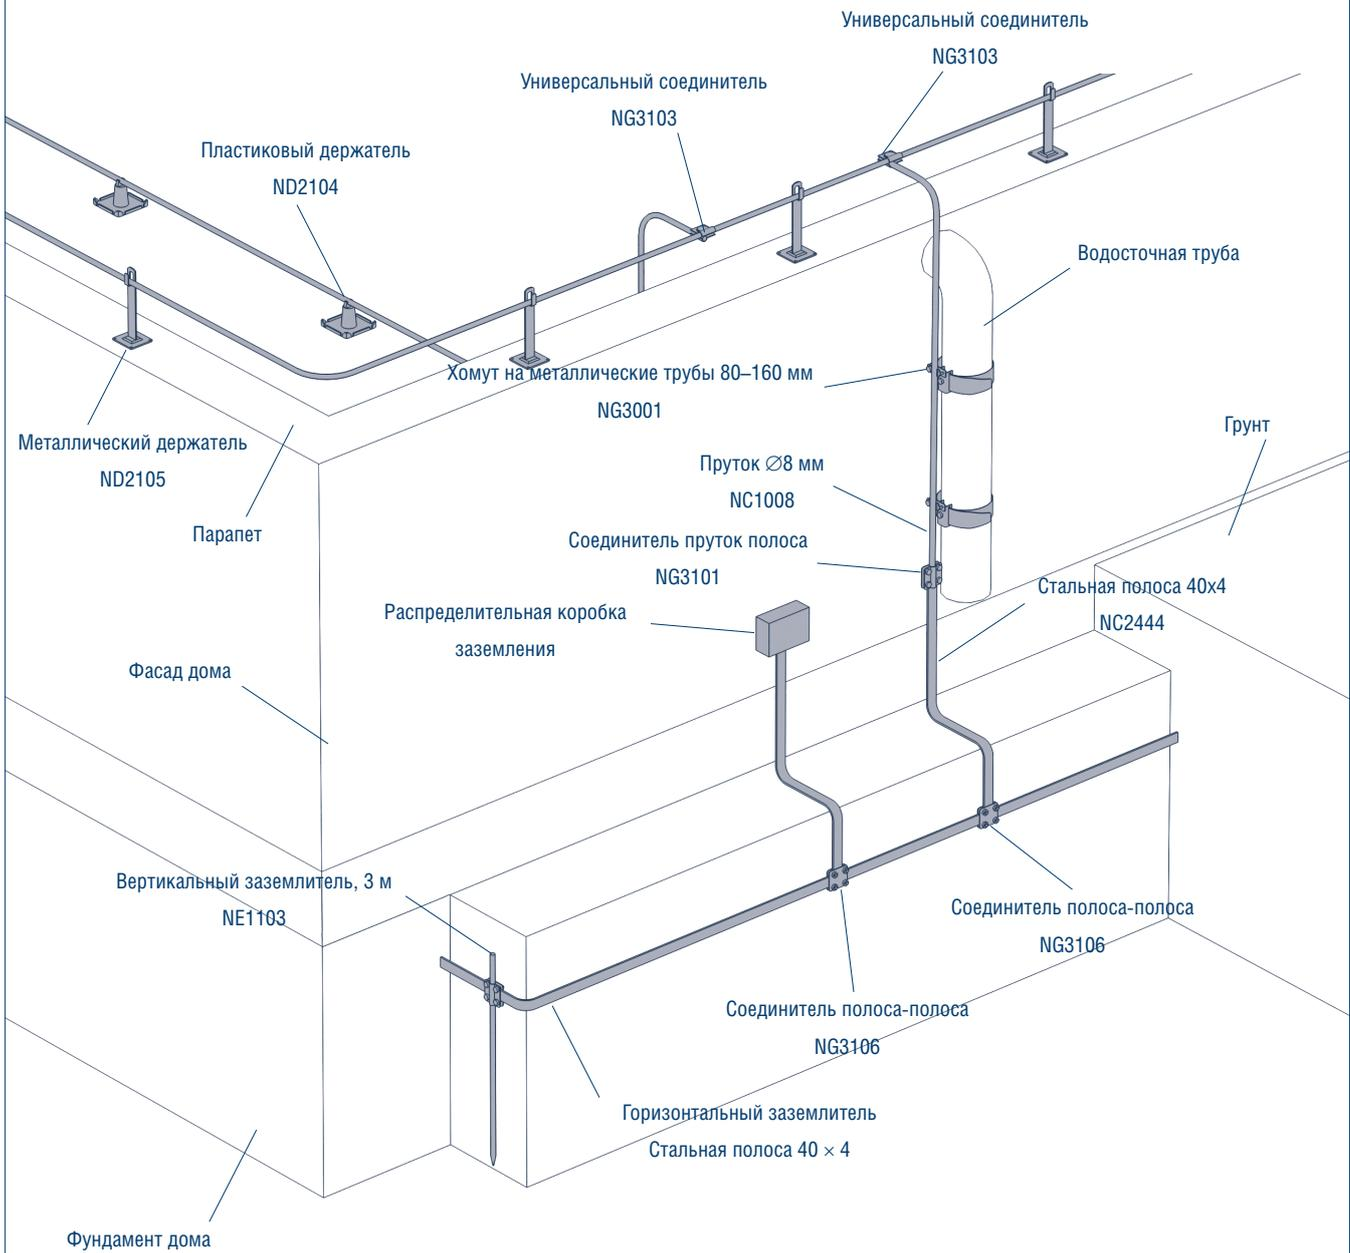 Универсальный соединитель
NG3103
Универсальный соединитель
NG3103
Пластиковый держатель
ND2104
Водосточная труба
Хомут на металлические трубы 80–160 мм
NG3001
Металлический держатель
ND2105
Грунт
Пруток ∅8 мм
NC1008
Парапет
Соединитель пруток полоса
NG3101
Стальная полоса 40х4
NC2444
Распределительная коробка
заземления
Фасад дома
Вертикальный заземлитель, 3 м
NE1103
Соединитель полоса-полоса
NG3106
Соединитель полоса-полоса
NG3106
Горизонтальный заземлитель
Стальная полоса 40 × 4
Фундамент дома